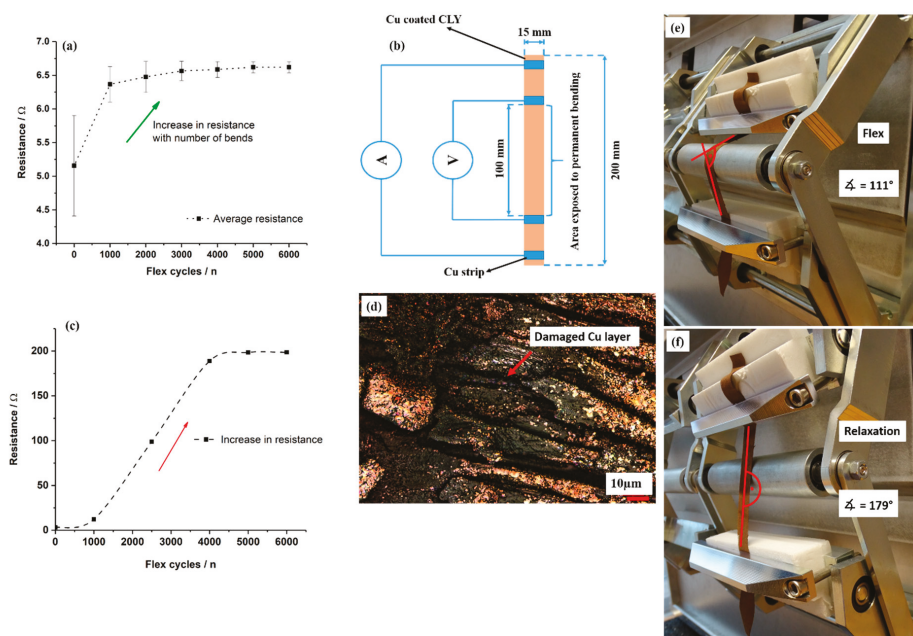 (a)
7.0
6.5
6.0
5.5
5.0
4.5
4.0
Resistance / Ω
Increase in resistance
with number of bends
Average resistance
0 1000 2000 3000 4000 5000 6000
Flex cycles / n
(b)
Cu coated CLY
15 mm
A
V
100 mm
Area exposed to permanent bending
200 mm
Cu strip
(c)
200
150
100
50
0
Resistance / Ω
Increase in resistance
0 1000 2000 3000 4000 5000 6000
Flex cycles / n
(d)
Damaged Cu layer
10µm
(e)
Flex
∡ = 111°
(f)
Relaxation
∡ = 179°